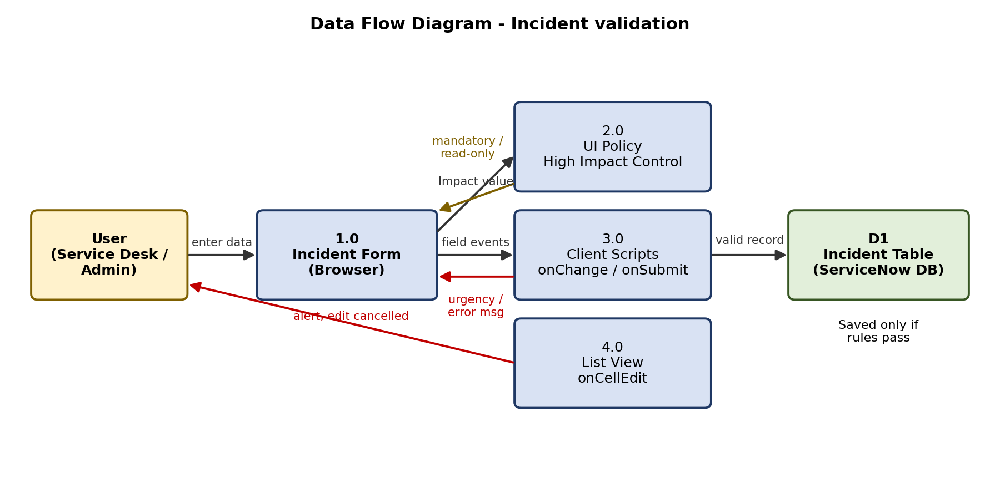 Data Flow Diagram - Incident validation
2.0
UI Policy
High Impact Control
mandatory /
read-only
Impact value
User
(Service Desk /
Admin)
enter data
1.0
Incident Form
(Browser)
field events
3.0
Client Scripts
onChange / onSubmit
valid record
D1
Incident Table
(ServiceNow DB)
urgency /
error msg
alert, edit cancelled
Saved only if
rules pass
4.0
List View
onCellEdit